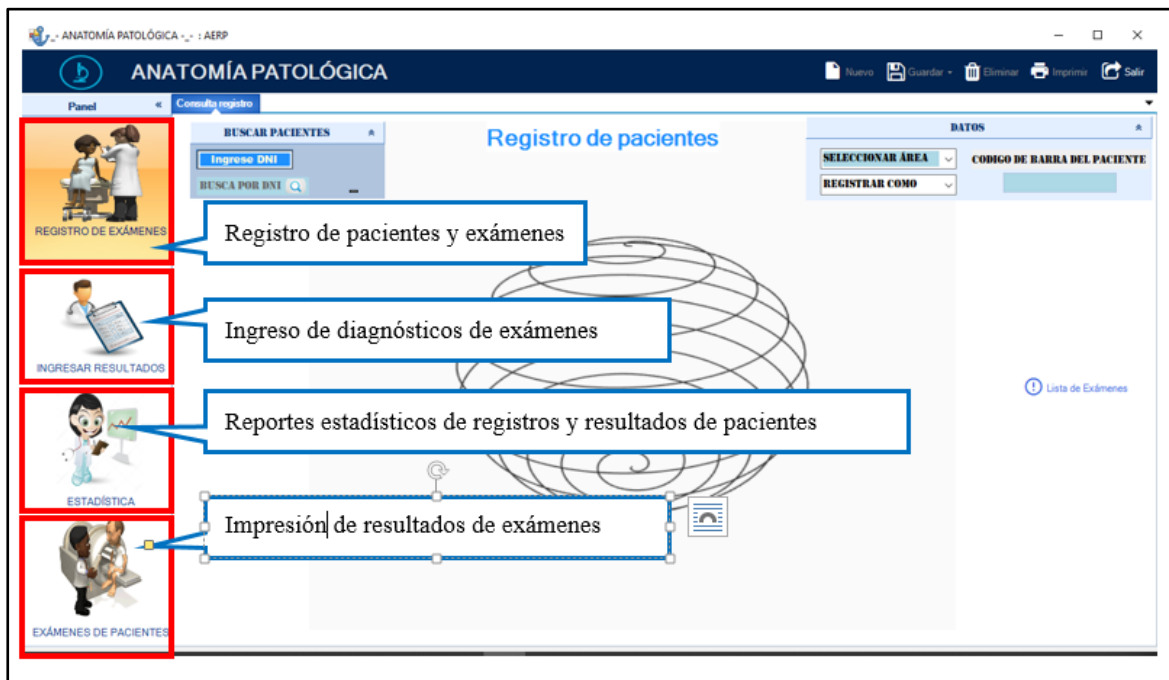 _- ANATOMÍA PATOLÓGICA -_- : AERP
ANATOMÍA PATOLÓGICA
Nuevo Guardar Eliminar Imprimir Salir
Panel « Consulta registro
BUSCAR PACIENTES
Ingrese DNI
BUSCA POR DNI
Registro de pacientes
DATOS
SELECCIONAR ÁREA CODIGO DE BARRA DEL PACIENTE
REGISTRAR COMO
REGISTRO DE EXÁMENES
Registro de pacientes y exámenes
INGRESAR RESULTADOS
Ingreso de diagnósticos de exámenes
Lista de Exámenes
ESTADÍSTICA
Reportes estadísticos de registros y resultados de pacientes
EXÁMENES DE PACIENTES
Impresión de resultados de exámenes